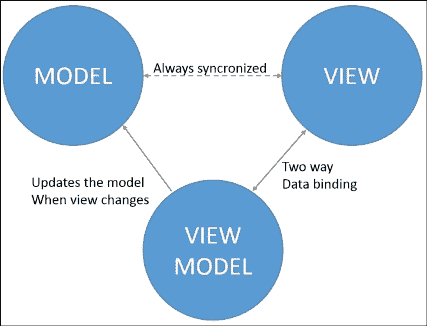 MODEL
Always syncronized
VIEW
Updates the model
When view changes
Two way
Data binding
VIEW
MODEL